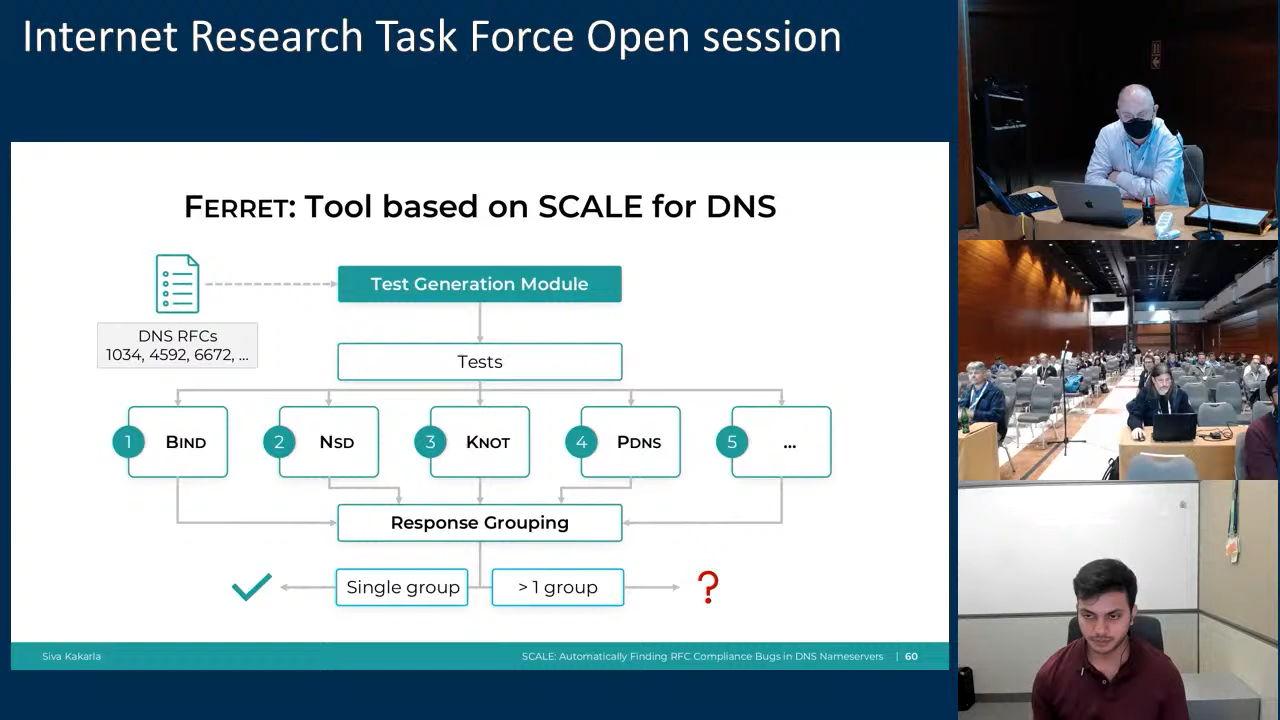 Internet Research Task Force Open session
FERRET: Tool based on SCALE for DNS
Test Generation Module
DNS RFCs
1034, 4592, 6672, ...
Tests
1 BIND
2 NSD
3 KNOT
4 PDNS
5 ...
Response Grouping
Single group
> 1 group
?
Siva Kakarla
SCALE: Automatically Finding RFC Compliance Bugs in DNS Nameservers | 60